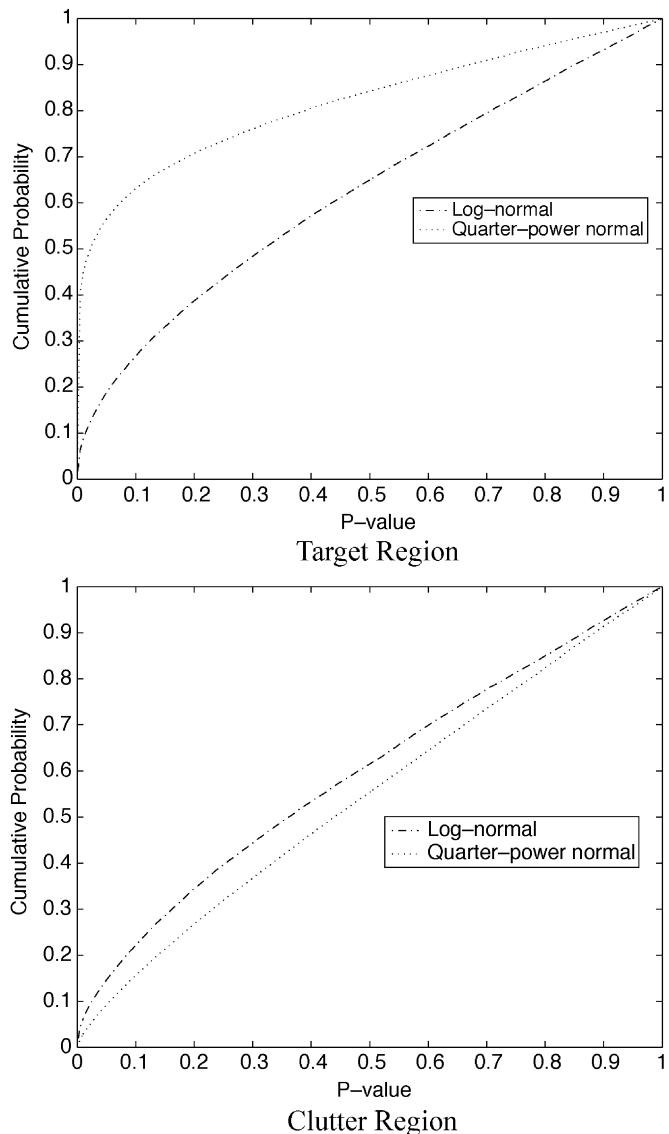 1
0.9
0.8
0.7
0.6
0.5
0.4
0.3
0.2
0.1
0
Cumulative Probability
Log–normal
Quarter–power normal
0 0.1 0.2 0.3 0.4 0.5 0.6 0.7 0.8 0.9 1
P–value
Target Region
1
0.9
0.8
0.7
0.6
0.5
0.4
0.3
0.2
0.1
0
Cumulative Probability
Log–normal
Quarter–power normal
0 0.1 0.2 0.3 0.4 0.5 0.6 0.7 0.8 0.9 1
P–value
Clutter Region